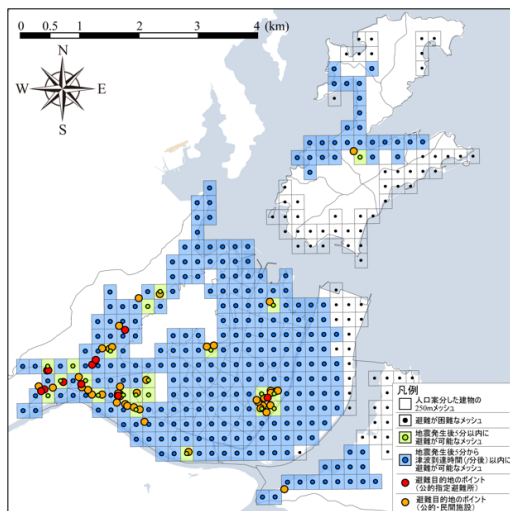 0 0.5 1 2 3 4 (km)
N
W E
S
凡例
人口案分した建物の
250mメッシュ
避難が困難なメッシュ
地震発生後5分以内に
避難が可能なメッシュ
地震発生後5分から
津波到達時間(/分後)以内に
避難が可能なメッシュ
避難目的地のポイント
(公的指定避難所)
避難目的地のポイント
(公的・民間施設)